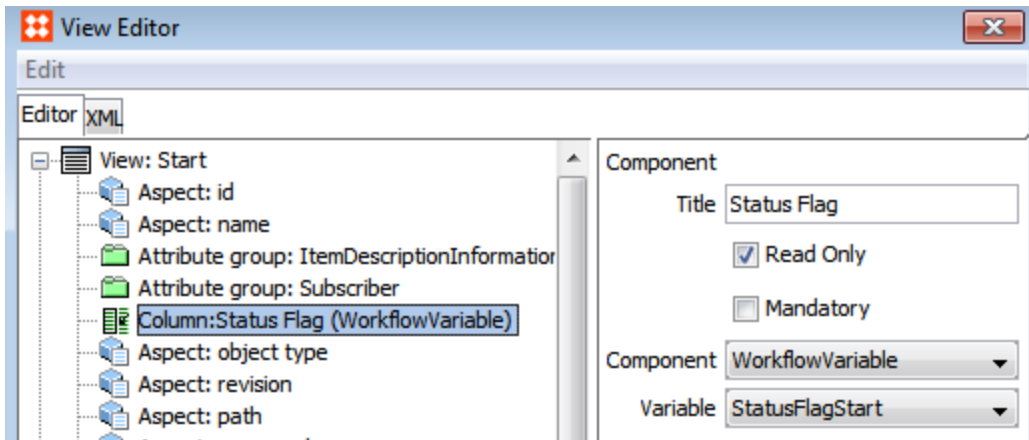 View Editor
Edit
Editor XML
View: Start
Aspect: id
Aspect: name
Attribute group: ItemDescriptionInformation
Attribute group: Subscriber
Column:Status Flag (WorkflowVariable)
Aspect: object type
Aspect: revision
Aspect: path
Component
Title Status Flag
Read Only
Mandatory
Component WorkflowVariable
Variable StatusFlagStart